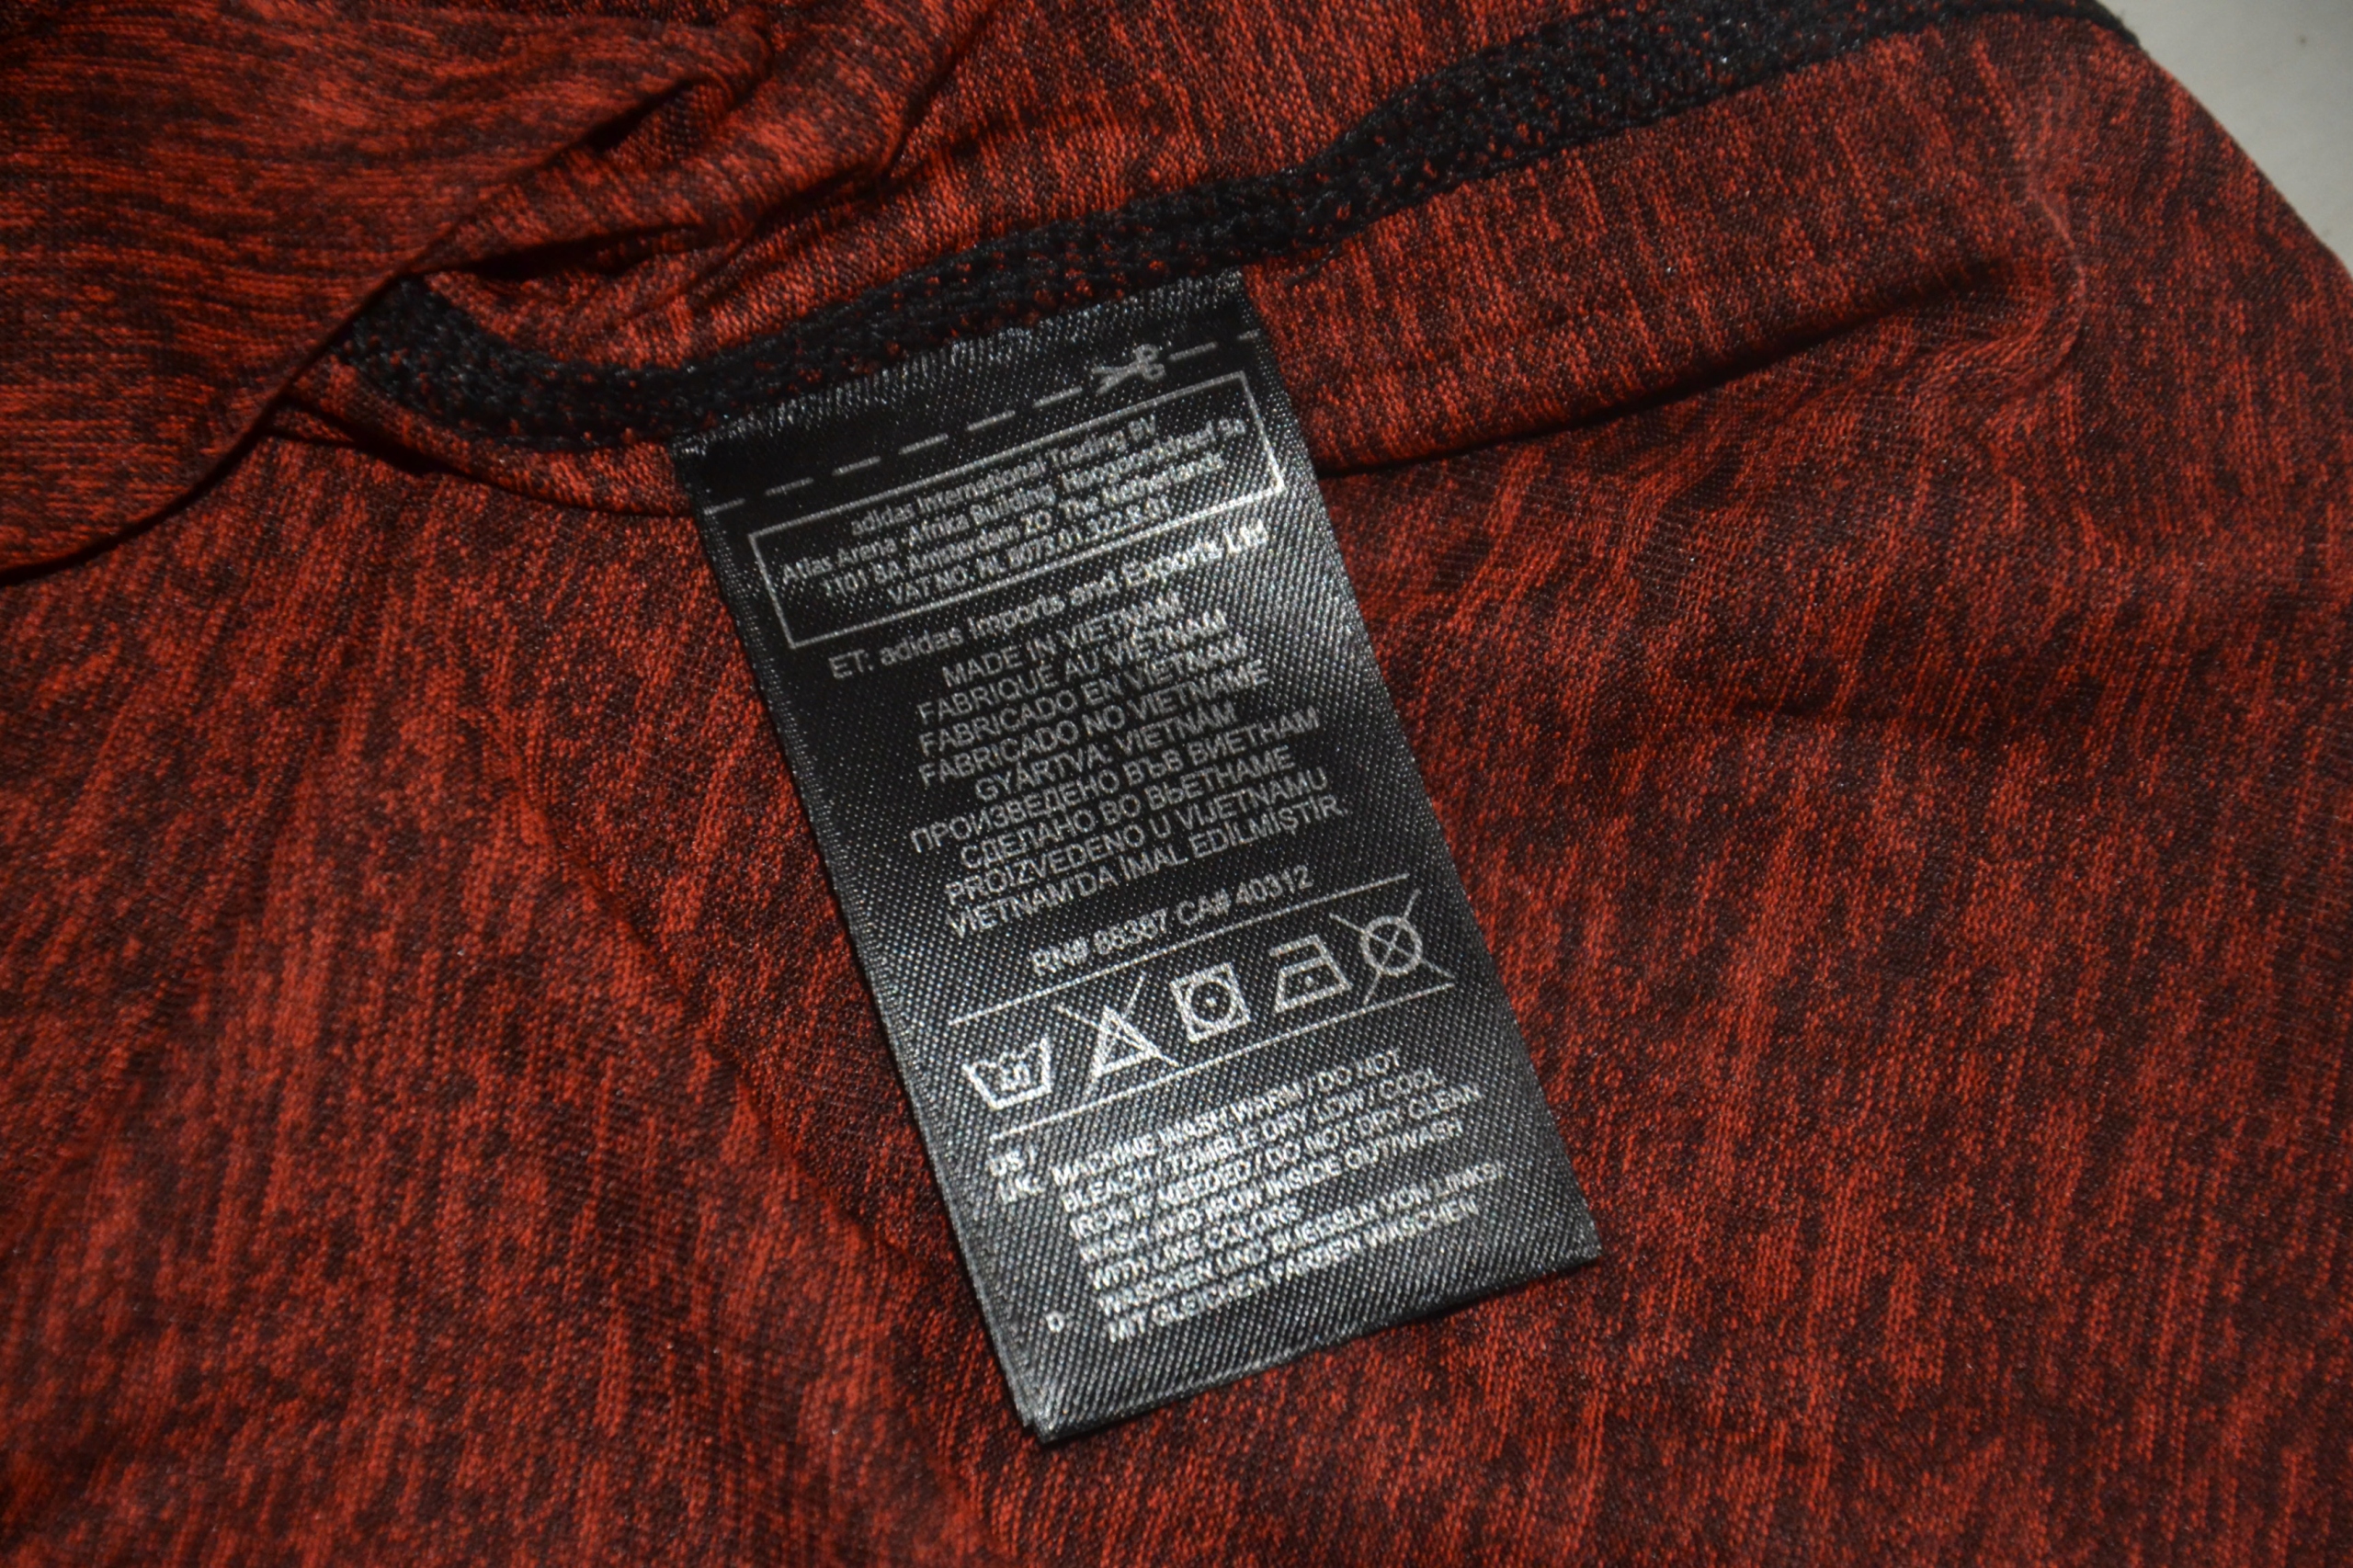 adidas International Trading BV
Atlas Arena, Afrika Building, Hoogoorddreef 9a
1101 BA Amsterdam ZO, The Netherlands
VAT.NO. NL 8073.01.322.B.01
ET: adidas Imports and Exports Ltd
MADE IN VIETNAM
FABRIQUÉ AU VIETNAM
FABRICADO EN VIETNAM
FABRICADO NO VIETNAME
GYÁRTVA: VIETNÁM
ПРОИЗВЕДЕНО ВЪВ ВИЕТНАМ
СДЕЛАНО ВО ВЬЕТНАМЕ
PROIZVEDENO U VIJETNAMU
VIETNAM'DA İMAL EDİLMİŞTİR.
RN# 88387 CA# 40312
40
US / MACHINE WASH WARM / DO NOT
UK BLEACH / TUMBLE DRY LOW / COOL
IRON IF NEEDED / DO NOT DRY CLEAN
WASH AND IRON INSIDE OUT / WASH
WITH LIKE COLORS
D WASCHEN UND BUEGELN VON LINKS/
MIT GLEICHEN FARBEN WASCHEN